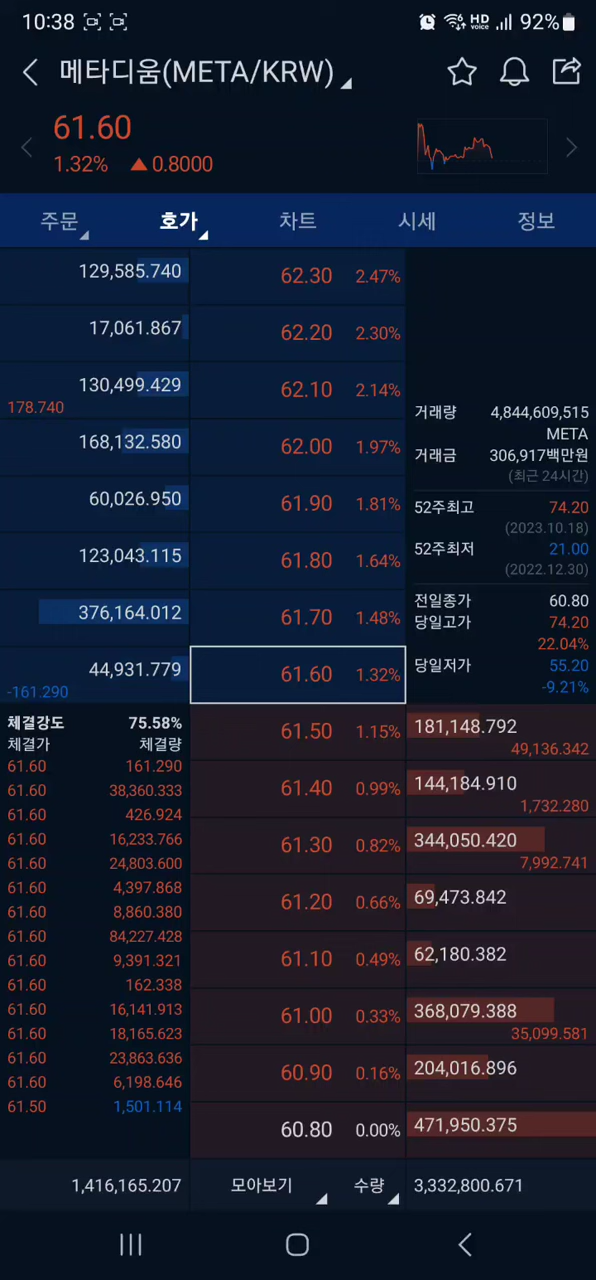 10:38 HD voice 92%
메타디움(META/KRW)
61.60
1.32% ▲0.8000
주문 호가 차트 시세 정보
129,585.740 62.30 2.47%
17,061.867 62.20 2.30%
130,499.429 62.10 2.14%
178.740
168,132.580 62.00 1.97%
60,026.950 61.90 1.81%
123,043.115 61.80 1.64%
376,164.012 61.70 1.48%
44,931.779 61.60 1.32%
-161.290
거래량 4,844,609,515
META
거래금 306,917백만원
(최근 24시간)
52주최고 74.20
(2023.10.18)
52주최저 21.00
(2022.12.30)
전일종가 60.80
당일고가 74.20
22.04%
당일저가 55.20
-9.21%
체결강도 75.58%
체결가 체결량
61.60 161.290
61.60 38,360.333
61.60 426.924
61.60 16,233.766
61.60 24,803.600
61.60 4,397.868
61.60 8,860.380
61.60 84,227.428
61.60 9,391.321
61.60 162.338
61.60 16,141.913
61.60 18,165.623
61.60 23,863.636
61.60 6,198.646
61.50 1,501.114
61.50 1.15% 181,148.792
49,136.342
61.40 0.99% 144,184.910
1,732.280
61.30 0.82% 344,050.420
7,992.741
61.20 0.66% 69,473.842
61.10 0.49% 62,180.382
61.00 0.33% 368,079.388
35,099.581
60.90 0.16% 204,016.896
60.80 0.00% 471,950.375
1,416,165.207 모아보기 수량 3,332,800.671